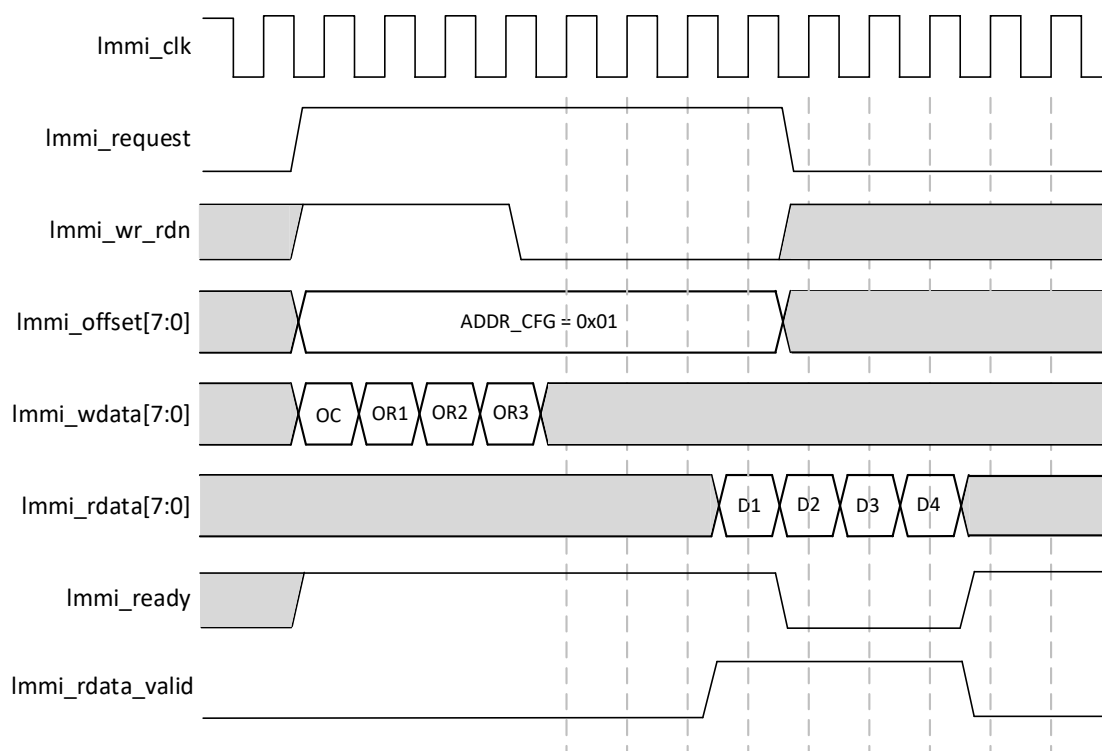 lmmi_clk
lmmi_request
lmmi_wr_rdn
lmmi_offset[7:0]
ADDR_CFG = 0x01
lmmi_wdata[7:0]
OC OR1 OR2 OR3
lmmi_rdata[7:0]
D1 D2 D3 D4
lmmi_ready
lmmi_rdata_valid